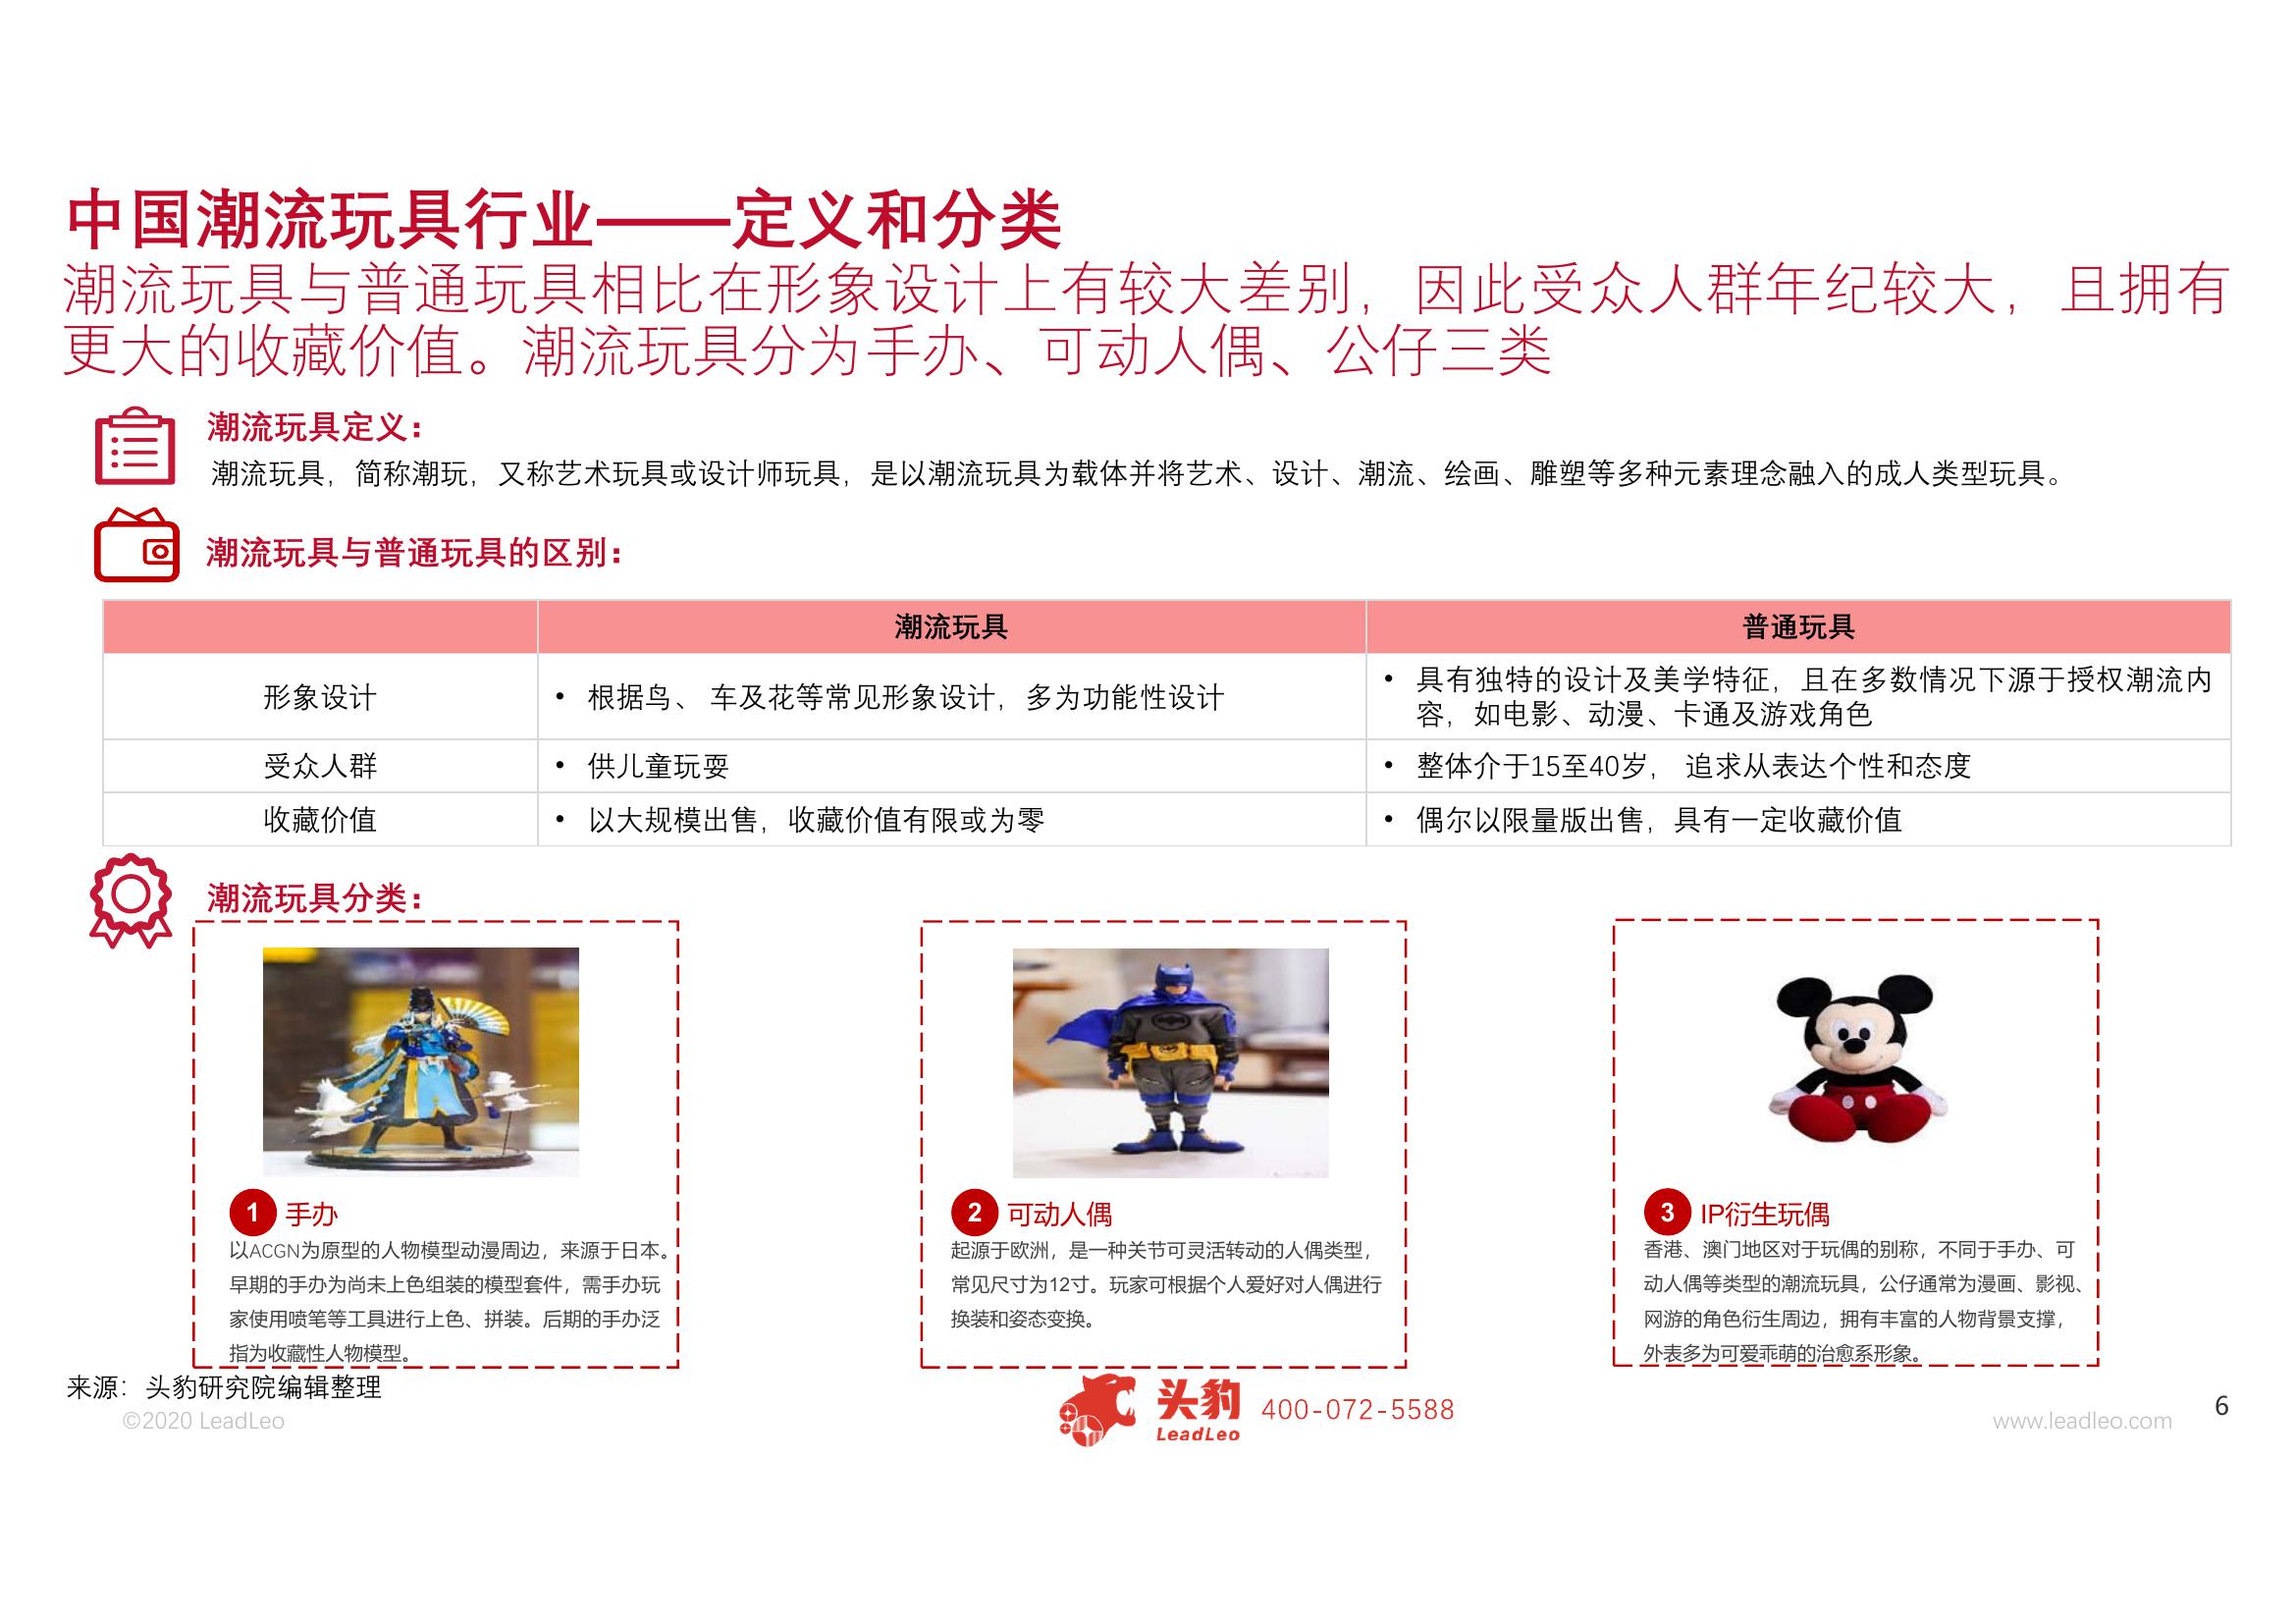 中国潮流玩具行业——定义和分类
潮流玩具与普通玩具相比在形象设计上有较大差别，因此受众人群年纪较大，且拥有
更大的收藏价值。潮流玩具分为手办、可动人偶、公仔三类
潮流玩具定义：
潮流玩具，简称潮玩，又称艺术玩具或设计师玩具，是以潮流玩具为载体并将艺术、设计、潮流、绘画、雕塑等多种元素理念融入的成人类型玩具。
潮流玩具与普通玩具的区别：
潮流玩具 普通玩具
形象设计
• 根据鸟、 车及花等常见形象设计，多为功能性设计
• 具有独特的设计及美学特征，且在多数情况下源于授权潮流内
容，如电影、动漫、卡通及游戏角色
受众人群
• 供儿童玩耍
• 整体介于15至40岁， 追求从表达个性和态度
收藏价值
• 以大规模出售，收藏价值有限或为零
• 偶尔以限量版出售，具有一定收藏价值
潮流玩具分类：
1 手办
以ACGN为原型的人物模型动漫周边，来源于日本。
早期的手办为尚未上色组装的模型套件，需手办玩
家使用喷笔等工具进行上色、拼装。后期的手办泛
指为收藏性人物模型。
2 可动人偶
起源于欧洲，是一种关节可灵活转动的人偶类型，
常见尺寸为12寸。玩家可根据个人爱好对人偶进行
换装和姿态变换。
3 IP衍生玩偶
香港、澳门地区对于玩偶的别称，不同于手办、可
动人偶等类型的潮流玩具，公仔通常为漫画、影视、
网游的角色衍生周边，拥有丰富的人物背景支撑，
外表多为可爱乖萌的治愈系形象。
来源：头豹研究院编辑整理
©2020 LeadLeo
头豹
LeadLeo
400-072-5588
www.leadleo.com
6